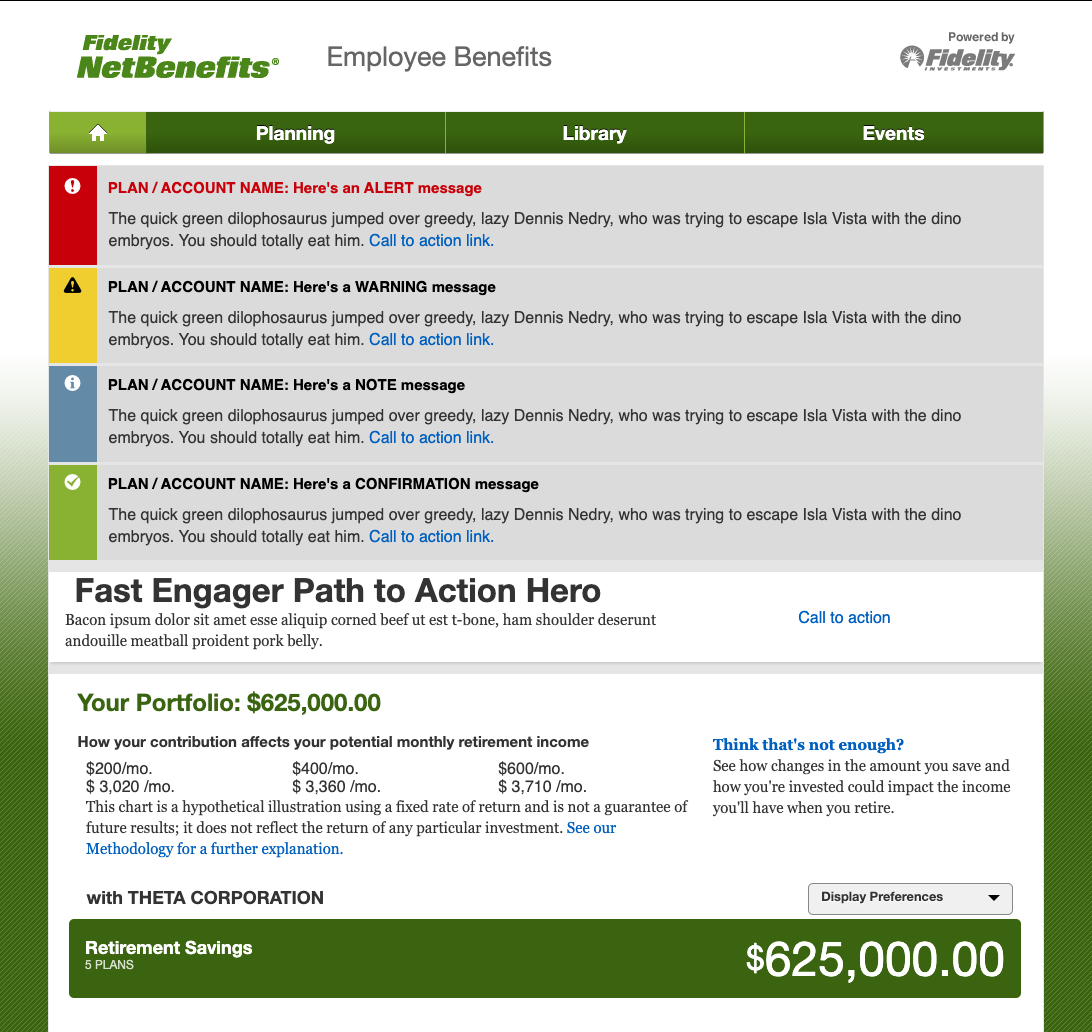 Fidelity
NetBenefits®
Employee Benefits
Powered by
Fidelity
INVESTMENTS
Planning
Library
Events
PLAN / ACCOUNT NAME: Here's an ALERT message
The quick green dilophosaurus jumped over greedy, lazy Dennis Nedry, who was trying to escape Isla Vista with the dino
embryos. You should totally eat him. Call to action link.
PLAN / ACCOUNT NAME: Here's a WARNING message
The quick green dilophosaurus jumped over greedy, lazy Dennis Nedry, who was trying to escape Isla Vista with the dino
embryos. You should totally eat him. Call to action link.
PLAN / ACCOUNT NAME: Here's a NOTE message
The quick green dilophosaurus jumped over greedy, lazy Dennis Nedry, who was trying to escape Isla Vista with the dino
embryos. You should totally eat him. Call to action link.
PLAN / ACCOUNT NAME: Here's a CONFIRMATION message
The quick green dilophosaurus jumped over greedy, lazy Dennis Nedry, who was trying to escape Isla Vista with the dino
embryos. You should totally eat him. Call to action link.
Fast Engager Path to Action Hero
Bacon ipsum dolor sit amet esse aliquip corned beef ut est t-bone, ham shoulder deserunt
andouille meatball proident pork belly.
Call to action
Your Portfolio: $625,000.00
How your contribution affects your potential monthly retirement income
$200/mo.
$ 3,020 /mo.
$400/mo.
$ 3,360 /mo.
$600/mo.
$ 3,710 /mo.
This chart is a hypothetical illustration using a fixed rate of return and is not a guarantee of
future results; it does not reflect the return of any particular investment. See our
Methodology for a further explanation.
Think that's not enough?
See how changes in the amount you save and
how you're invested could impact the income
you'll have when you retire.
with THETA CORPORATION
Display Preferences
Retirement Savings
5 PLANS
$625,000.00